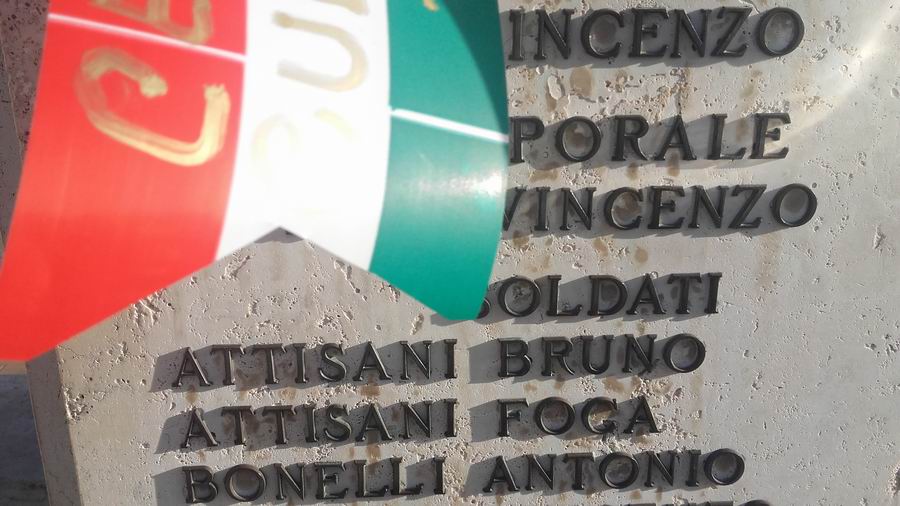 INCENZO
PORALE
VINCENZO
SOLDATI
ATTISANI BRUNO
ATTISANI FOCA
BONELLI ANTONIO